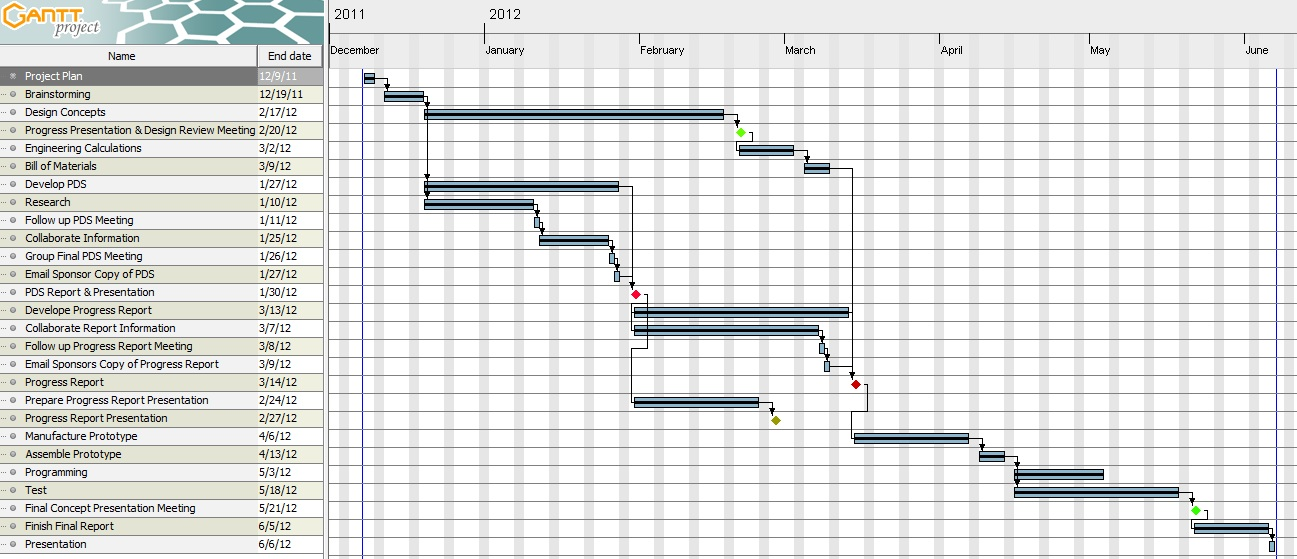 GANTT
project
2011
2012
December
January
February
March
April
May
June
Name
End date
Project Plan 12/9/11
Brainstorming 12/19/11
Design Concepts 2/17/12
Progress Presentation & Design Review Meeting 2/20/12
Engineering Calculations 3/2/12
Bill of Materials 3/9/12
Develop PDS 1/27/12
Research 1/10/12
Follow up PDS Meeting 1/11/12
Collaborate Information 1/25/12
Group Final PDS Meeting 1/26/12
Email Sponsor Copy of PDS 1/27/12
PDS Report & Presentation 1/30/12
Develope Progress Report 3/13/12
Collaborate Report Information 3/7/12
Follow up Progress Report Meeting 3/8/12
Email Sponsors Copy of Progress Report 3/9/12
Progress Report 3/14/12
Prepare Progress Report Presentation 2/24/12
Progress Report Presentation 2/27/12
Manufacture Prototype 4/6/12
Assemble Prototype 4/13/12
Programming 5/3/12
Test 5/18/12
Final Concept Presentation Meeting 5/21/12
Finish Final Report 6/5/12
Presentation 6/6/12